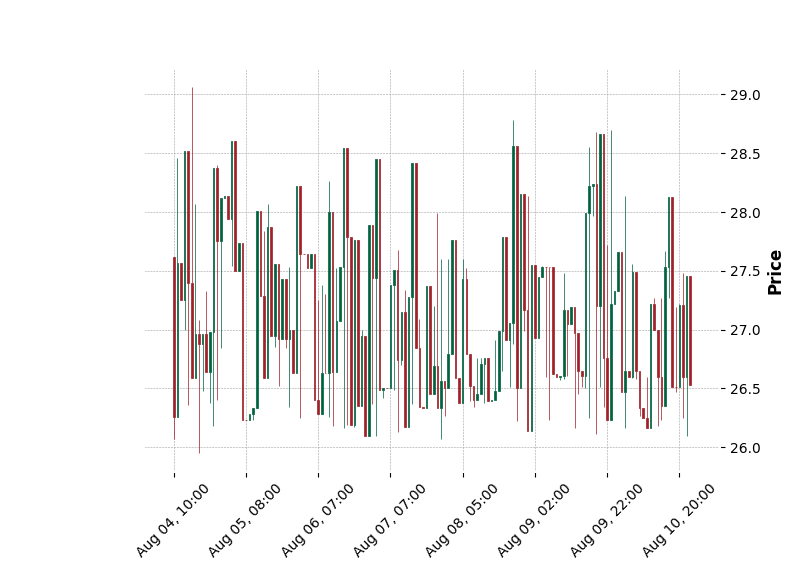 29.0
28.5
28.0
27.5
27.0
26.5
26.0
Price
Aug 04, 10:00
Aug 05, 08:00
Aug 06, 07:00
Aug 07, 07:00
Aug 08, 05:00
Aug 09, 02:00
Aug 09, 22:00
Aug 10, 20:00